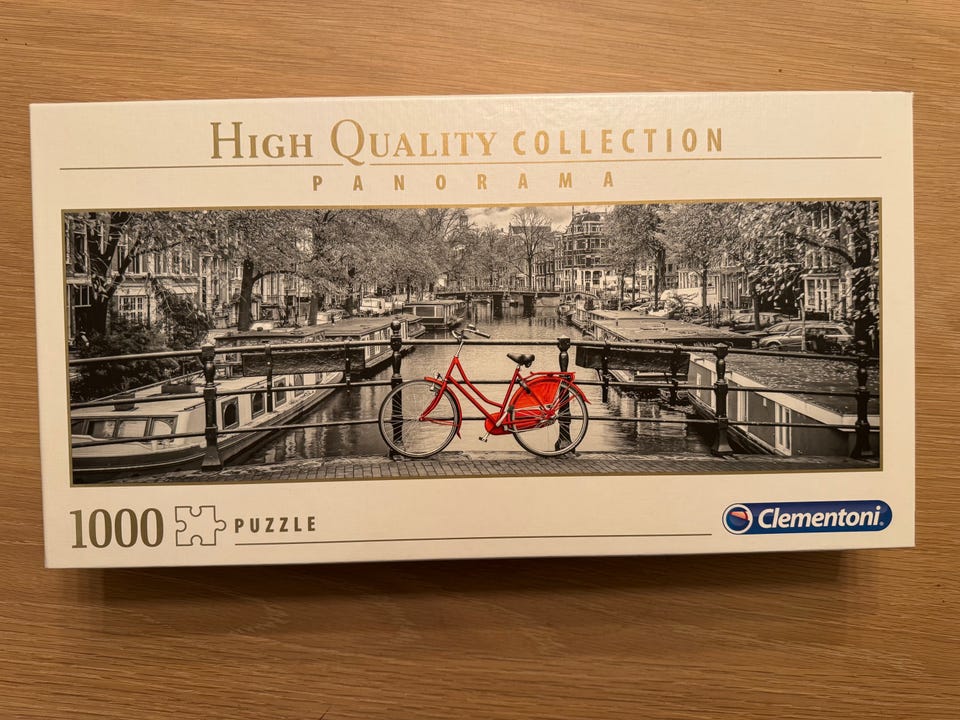 HIGH QUALITY COLLECTION
PANORAMA
1000 PUZZLE
Clementoni